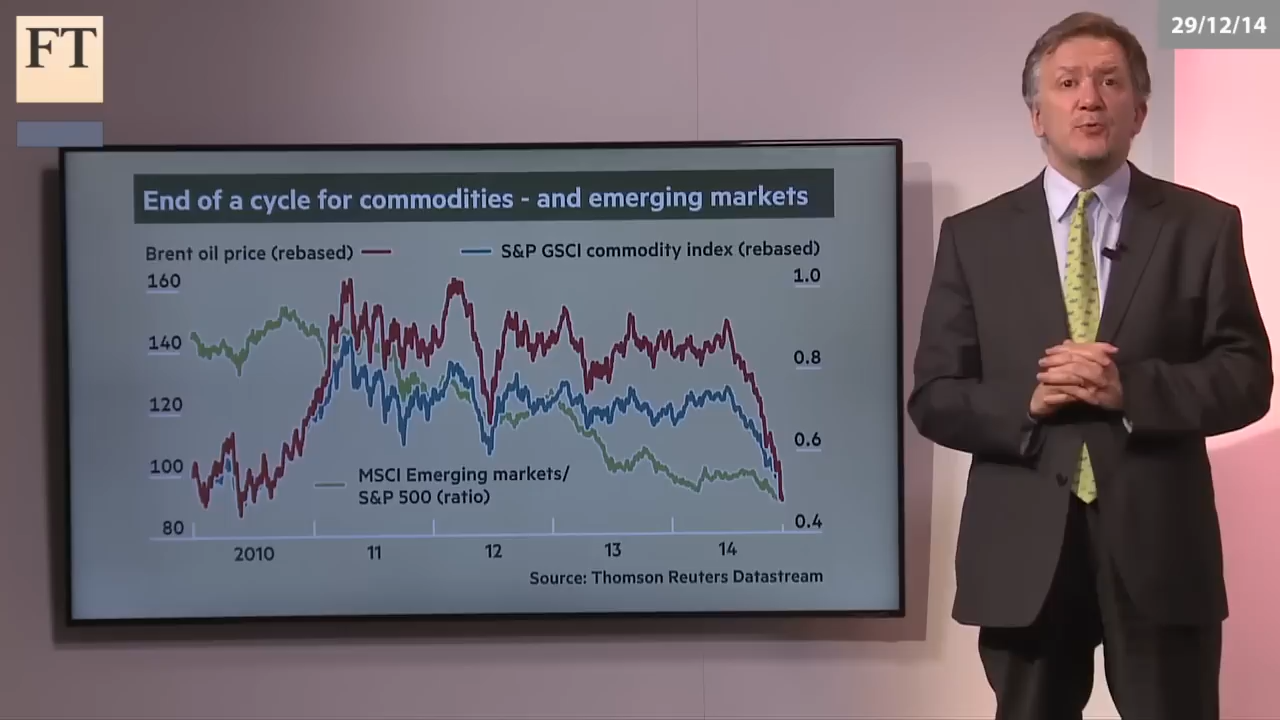 FT
29/12/14
End of a cycle for commodities - and emerging markets
Brent oil price (rebased)
S&P GSCI commodity index (rebased)
160
140
120
100
80
1.0
0.8
0.6
0.4
MSCI Emerging markets/
S&P 500 (ratio)
2010 11 12 13 14
Source: Thomson Reuters Datastream